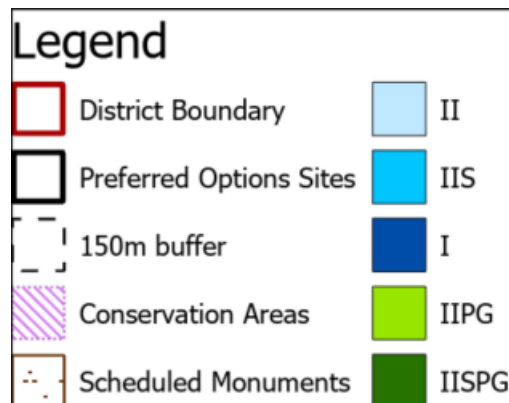 Legend
District Boundary
Preferred Options Sites
150m buffer
Conservation Areas
Scheduled Monuments
II
IIS
I
IIPG
IISPG